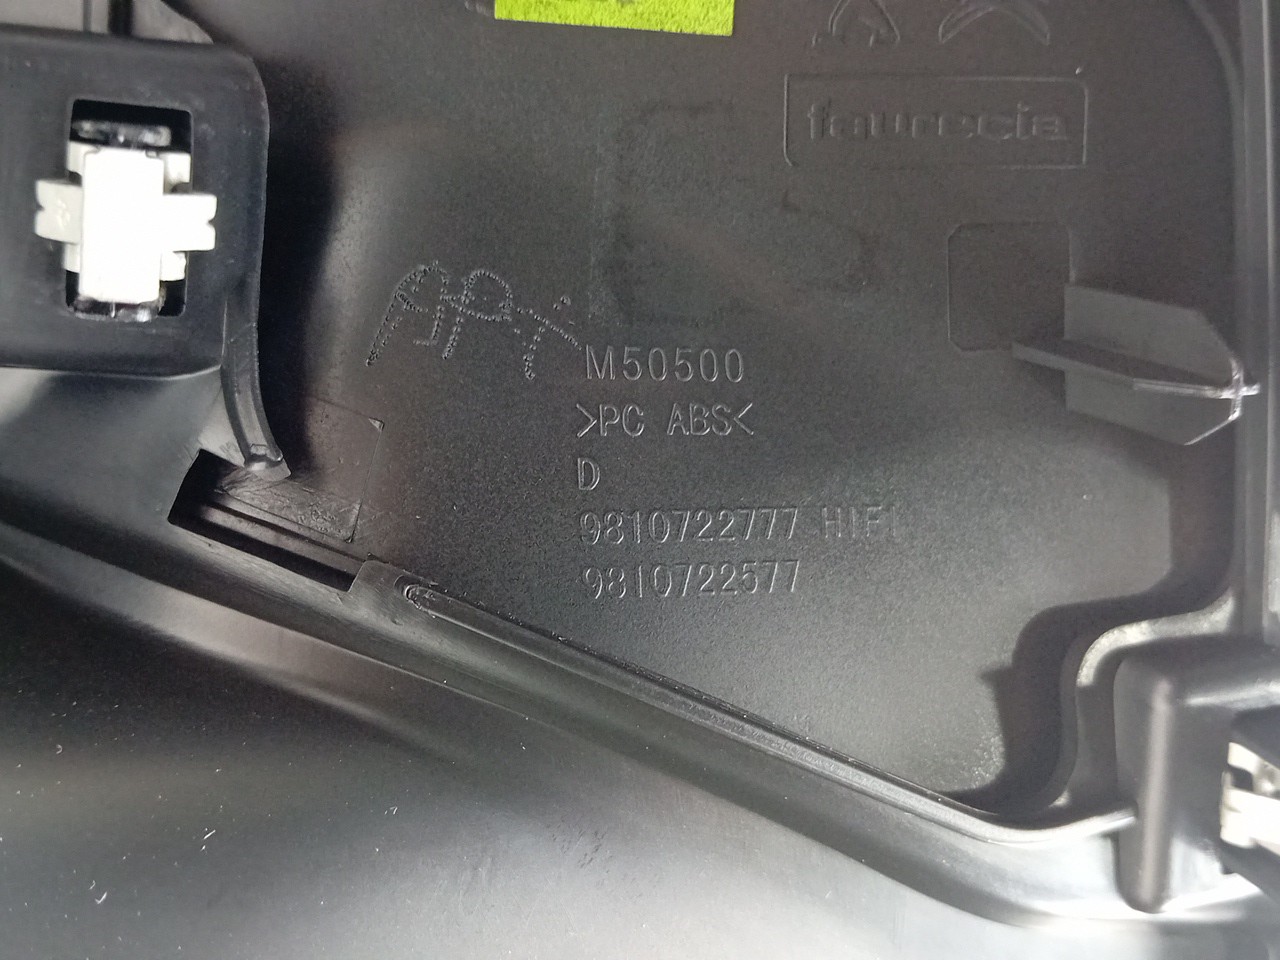 faurecia
M50500
>PC ABS<
D
9810722777 HIFI
9810722577